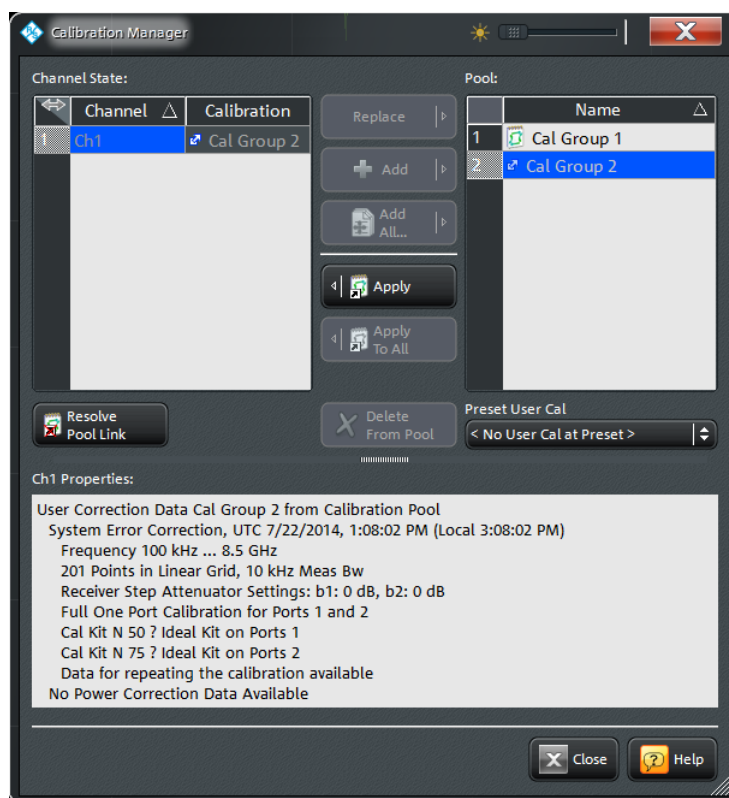 Calibration Manager
Channel State:
Channel Calibration
1 Ch1 Cal Group 2
Replace
Add
Add
All...
Apply
Apply
To All
Resolve
Pool Link
Delete
From Pool
Pool:
Name
1 Cal Group 1
2 Cal Group 2
Preset User Cal
< No User Cal at Preset >
Ch1 Properties:
User Correction Data Cal Group 2 from Calibration Pool
System Error Correction, UTC 7/22/2014, 1:08:02 PM (Local 3:08:02 PM)
Frequency 100 kHz ... 8.5 GHz
201 Points in Linear Grid, 10 kHz Meas Bw
Receiver Step Attenuator Settings: b1: 0 dB, b2: 0 dB
Full One Port Calibration for Ports 1 and 2
Cal Kit N 50 ? Ideal Kit on Ports 1
Cal Kit N 75 ? Ideal Kit on Ports 2
Data for repeating the calibration available
No Power Correction Data Available
Close
Help